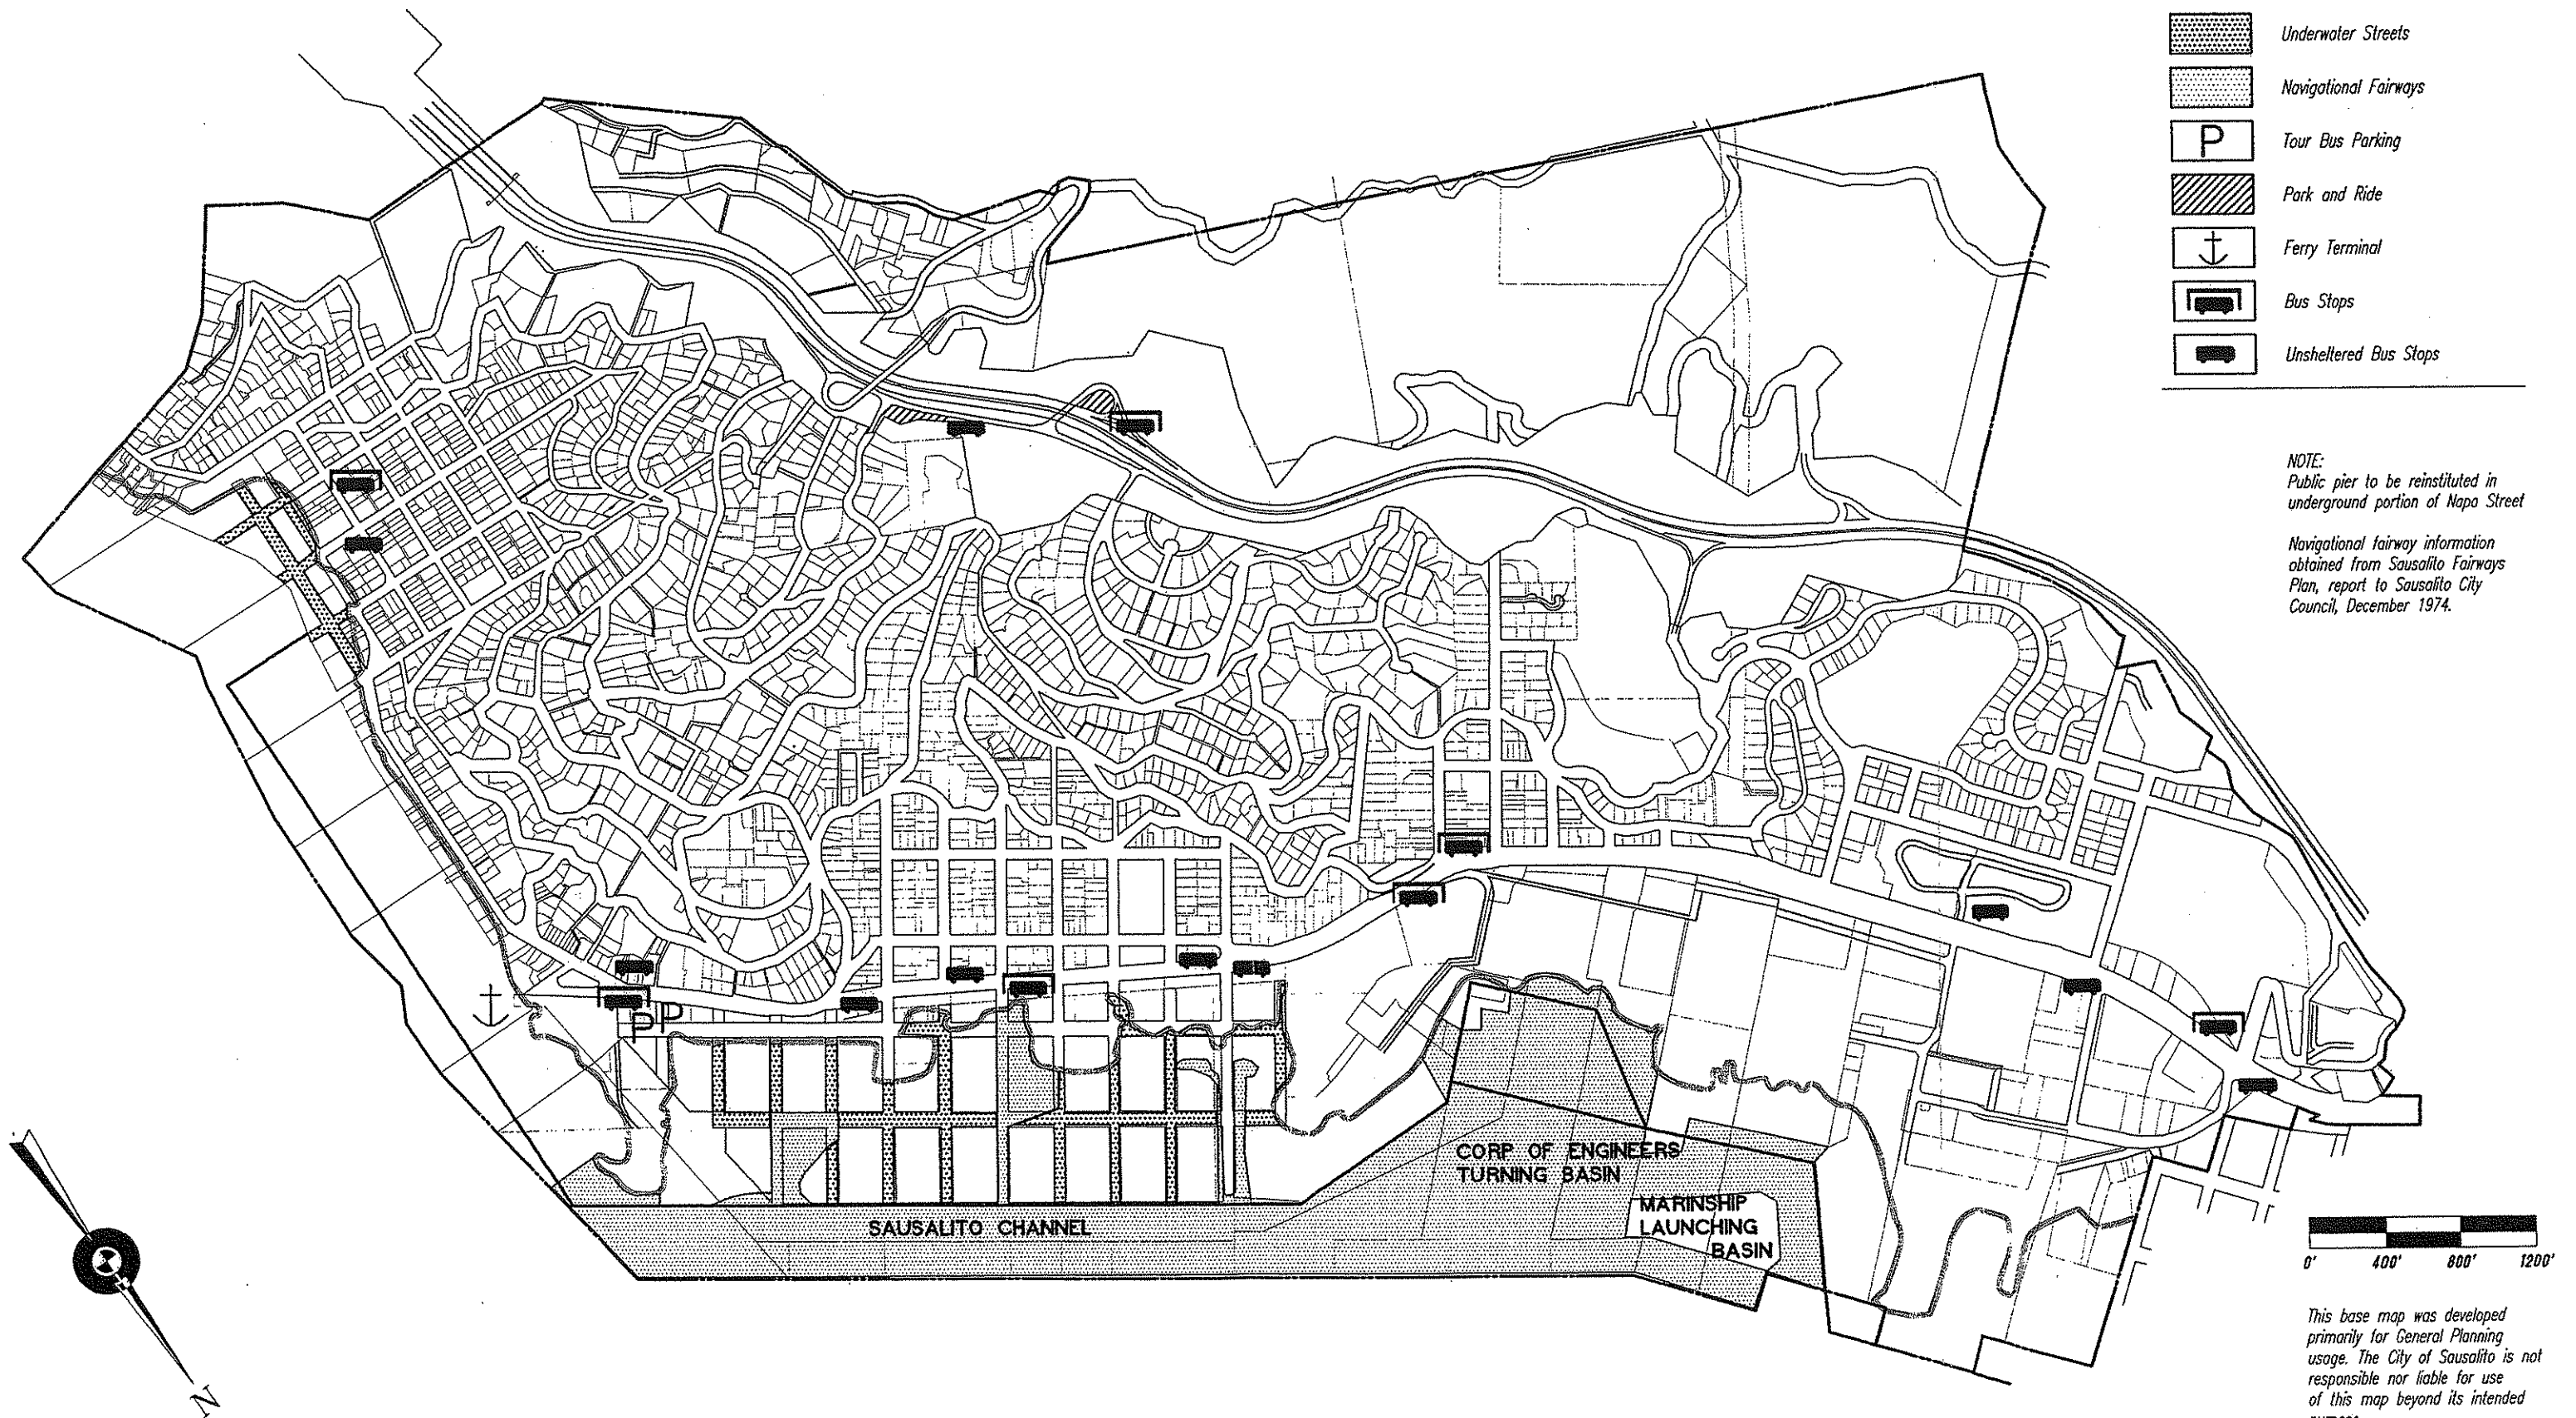 Underwater Streets
Navigational Fairways
P
Tour Bus Parking
Park and Ride
Ferry Terminal
Bus Stops
Unsheltered Bus Stops
NOTE:
Public pier to be reinstituted in
underground portion of Napa Street
Navigational fairway information
obtained from Sausalito Fairways
Plan, report to Sausalito City
Council, December 1974.
P P
CORP OF ENGINEERS
TURNING BASIN
MARINSHIP
LAUNCHING
BASIN
SAUSALITO CHANNEL
N
0' 400' 800' 1200'
This base map was developed
primarily for General Planning
usage. The City of Sausalito is not
responsible nor liable for use
of this map beyond its intended